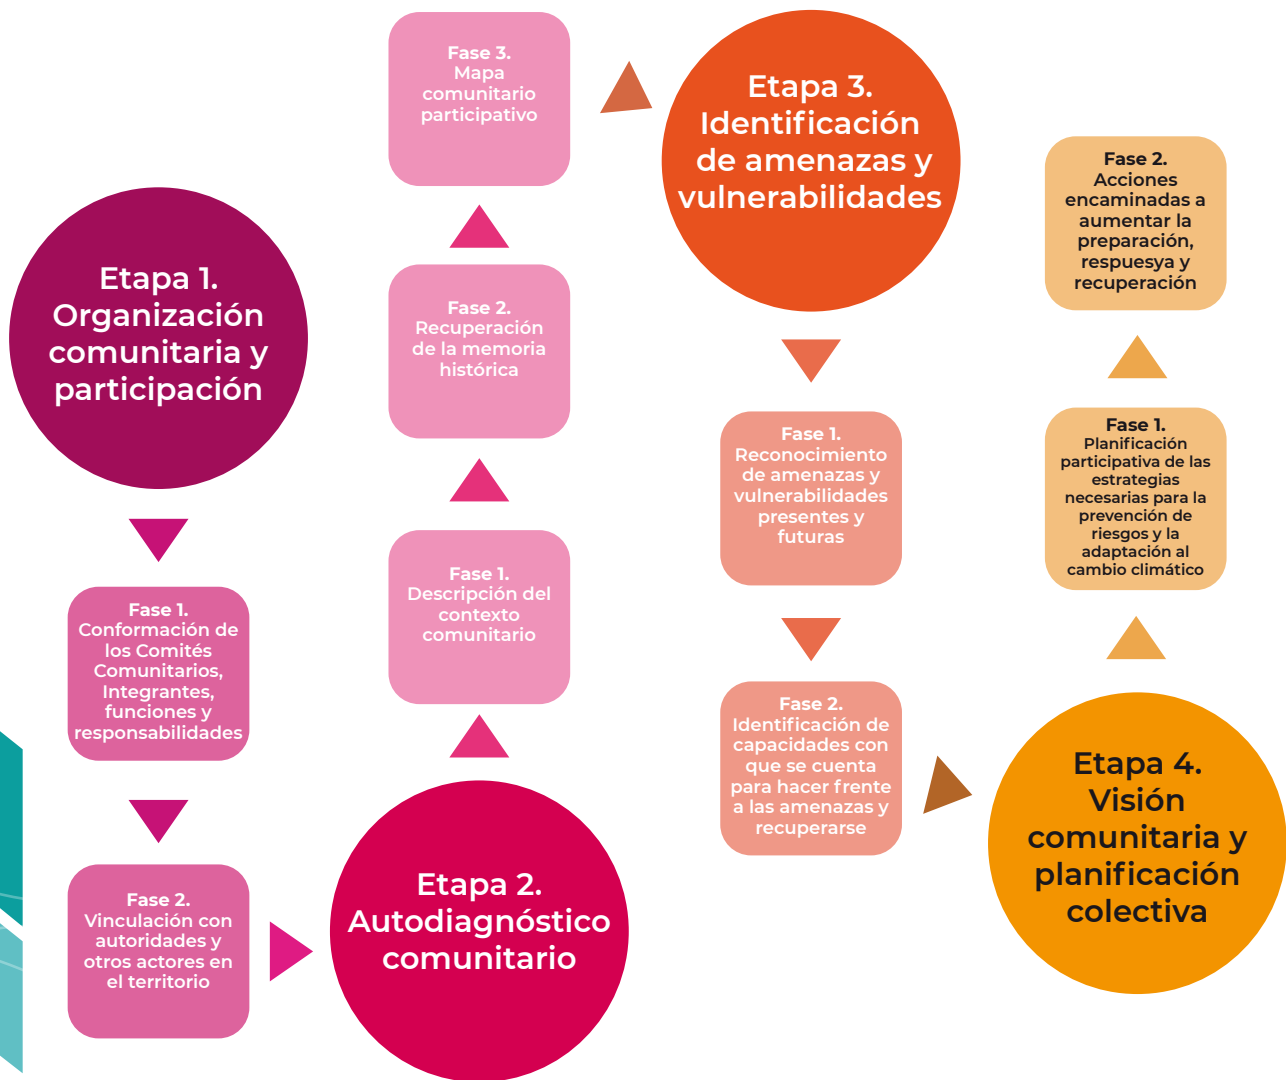 Etapa 1.
Organización
comunitaria y
participación
Fase 1.
Conformación de
los Comités
Comunitarios,
Integrantes,
funciones y
responsabilidades
Fase 2.
Vinculación con
autoridades y
otros actores en
el territorio
Etapa 2.
Autodiagnóstico
comunitario
Fase 1.
Descripción del
contexto
comunitario
Fase 2.
Recuperación
de la memoria
histórica
Fase 3.
Mapa
comunitario
participativo
Etapa 3.
Identificación
de amenazas y
vulnerabilidades
Fase 1.
Reconocimiento
de amenazas y
vulnerabilidades
presentes y
futuras
Fase 2.
Identificación de
capacidades con
que se cuenta
para hacer frente
a las amenazas y
recuperarse
Etapa 4.
Visión
comunitaria y
planificación
colectiva
Fase 1.
Planificación
participativa de las
estrategias
necesarias para la
prevención de
riesgos y la
adaptación al
cambio climático
Fase 2.
Acciones
encaminadas a
aumentar la
preparación,
respuesya y
recuperación